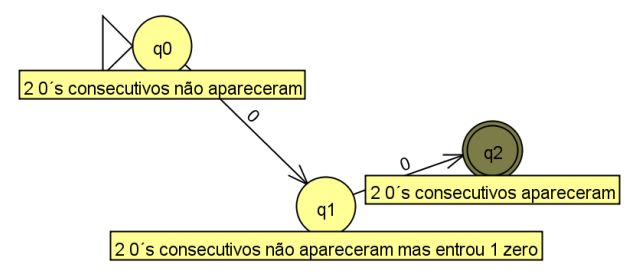 q0
2 0´s consecutivos não apareceram
0
0
q2
2 0´s consecutivos apareceram
q1
2 0´s consecutivos não apareceram mas entrou 1 zero